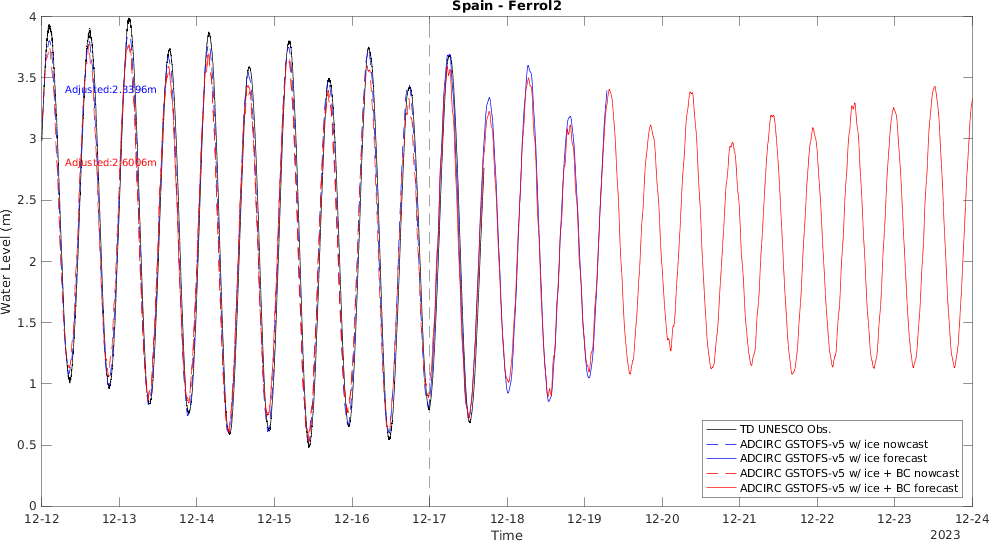 Spain - Ferrol2
4
3.5
3
2.5
2
1.5
1
0.5
0
Water Level (m)
Adjusted:2.3396m
Adjusted:2.6006m
TD UNESCO Obs.
ADCIRC GSTOFS-v5 w/ ice nowcast
ADCIRC GSTOFS-v5 w/ ice forecast
ADCIRC GSTOFS-v5 w/ ice + BC nowcast
ADCIRC GSTOFS-v5 w/ ice + BC forecast
12-12 12-13 12-14 12-15 12-16 12-17 12-18 12-19 12-20 12-21 12-22 12-23 12-24
Time
2023